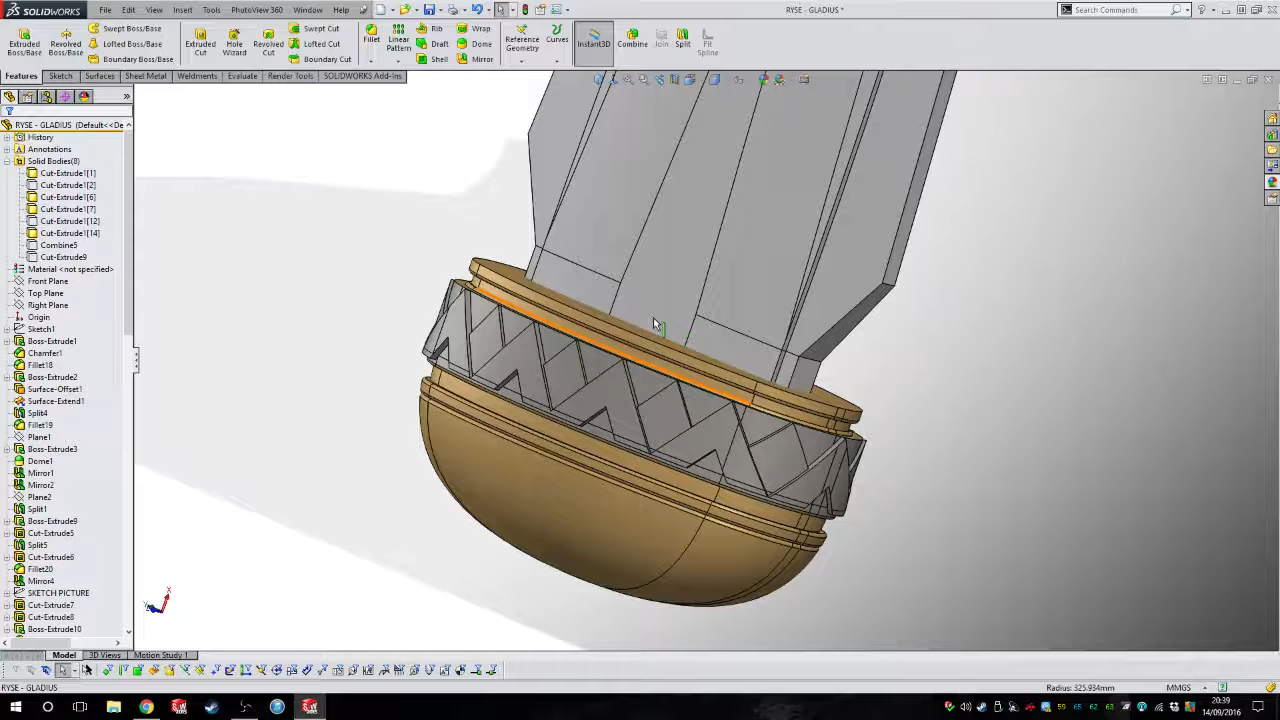 SOLIDWORKS File Edit View Insert Tools PhotoView 360 Window Help RYSE - GLADIUS * Search Commands
Extruded Boss/Base
Revolved Boss/Base
Swept Boss/Base
Lofted Boss/Base
Boundary Boss/Base
Extruded Cut
Hole Wizard
Revolved Cut
Swept Cut
Lofted Cut
Boundary Cut
Fillet
Linear Pattern
Rib
Draft
Shell
Wrap
Dome
Mirror
Reference Geometry
Curves
Instant3D
Combine
Join
Split
Fit Spline
Features Sketch Surfaces Sheet Metal Weldments Evaluate Render Tools SOLIDWORKS Add-Ins
RYSE - GLADIUS (Default<<De
History
Annotations
Solid Bodies(8)
Cut-Extrude1[1]
Cut-Extrude1[2]
Cut-Extrude1[6]
Cut-Extrude1[7]
Cut-Extrude1[12]
Cut-Extrude1[14]
Combine5
Cut-Extrude9
Material <not specified>
Front Plane
Top Plane
Right Plane
Origin
Sketch1
Boss-Extrude1
Chamfer1
Fillet18
Boss-Extrude2
Surface-Offset1
Surface-Extend1
Split4
Fillet19
Plane1
Boss-Extrude3
Dome1
Mirror1
Mirror2
Plane2
Split1
Boss-Extrude9
Cut-Extrude5
Split5
Cut-Extrude6
Fillet20
Mirror4
SKETCH PICTURE
Cut-Extrude7
Cut-Extrude8
Boss-Extrude10
Model 3D Views Motion Study 1
RYSE - GLADIUS Radius: 325.934mm MMGS
59 65 62 63
20:39
14/09/2016